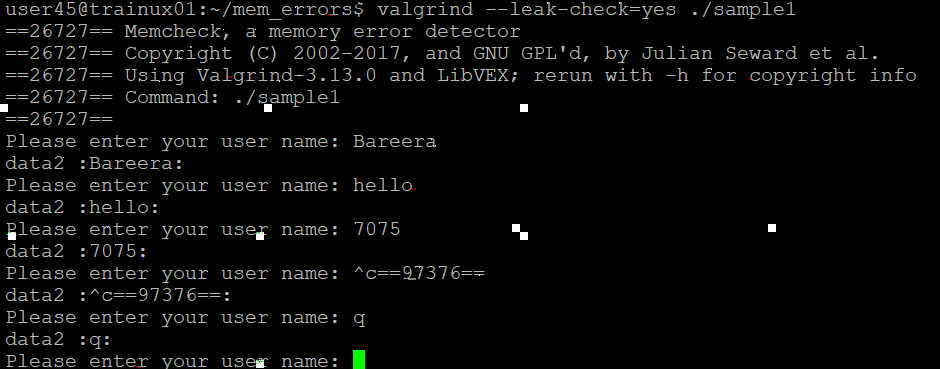 user45@trainux01:~/mem_errors$ valgrind --leak-check=yes ./sample1
==26727== Memcheck, a memory error detector
==26727== Copyright (C) 2002-2017, and GNU GPL'd, by Julian Seward et al.
==26727== Using Valgrind-3.13.0 and LibVEX; rerun with -h for copyright info
==26727== Command: ./sample1
==26727==
Please enter your user name: Bareera
data2 :Bareera:
Please enter your user name: hello
data2 :hello:
Please enter your user name: 7075
data2 :7075:
Please enter your user name: ^c==97376==
data2 :^c==97376==:
Please enter your user name: q
data2 :q:
Please enter your user name: